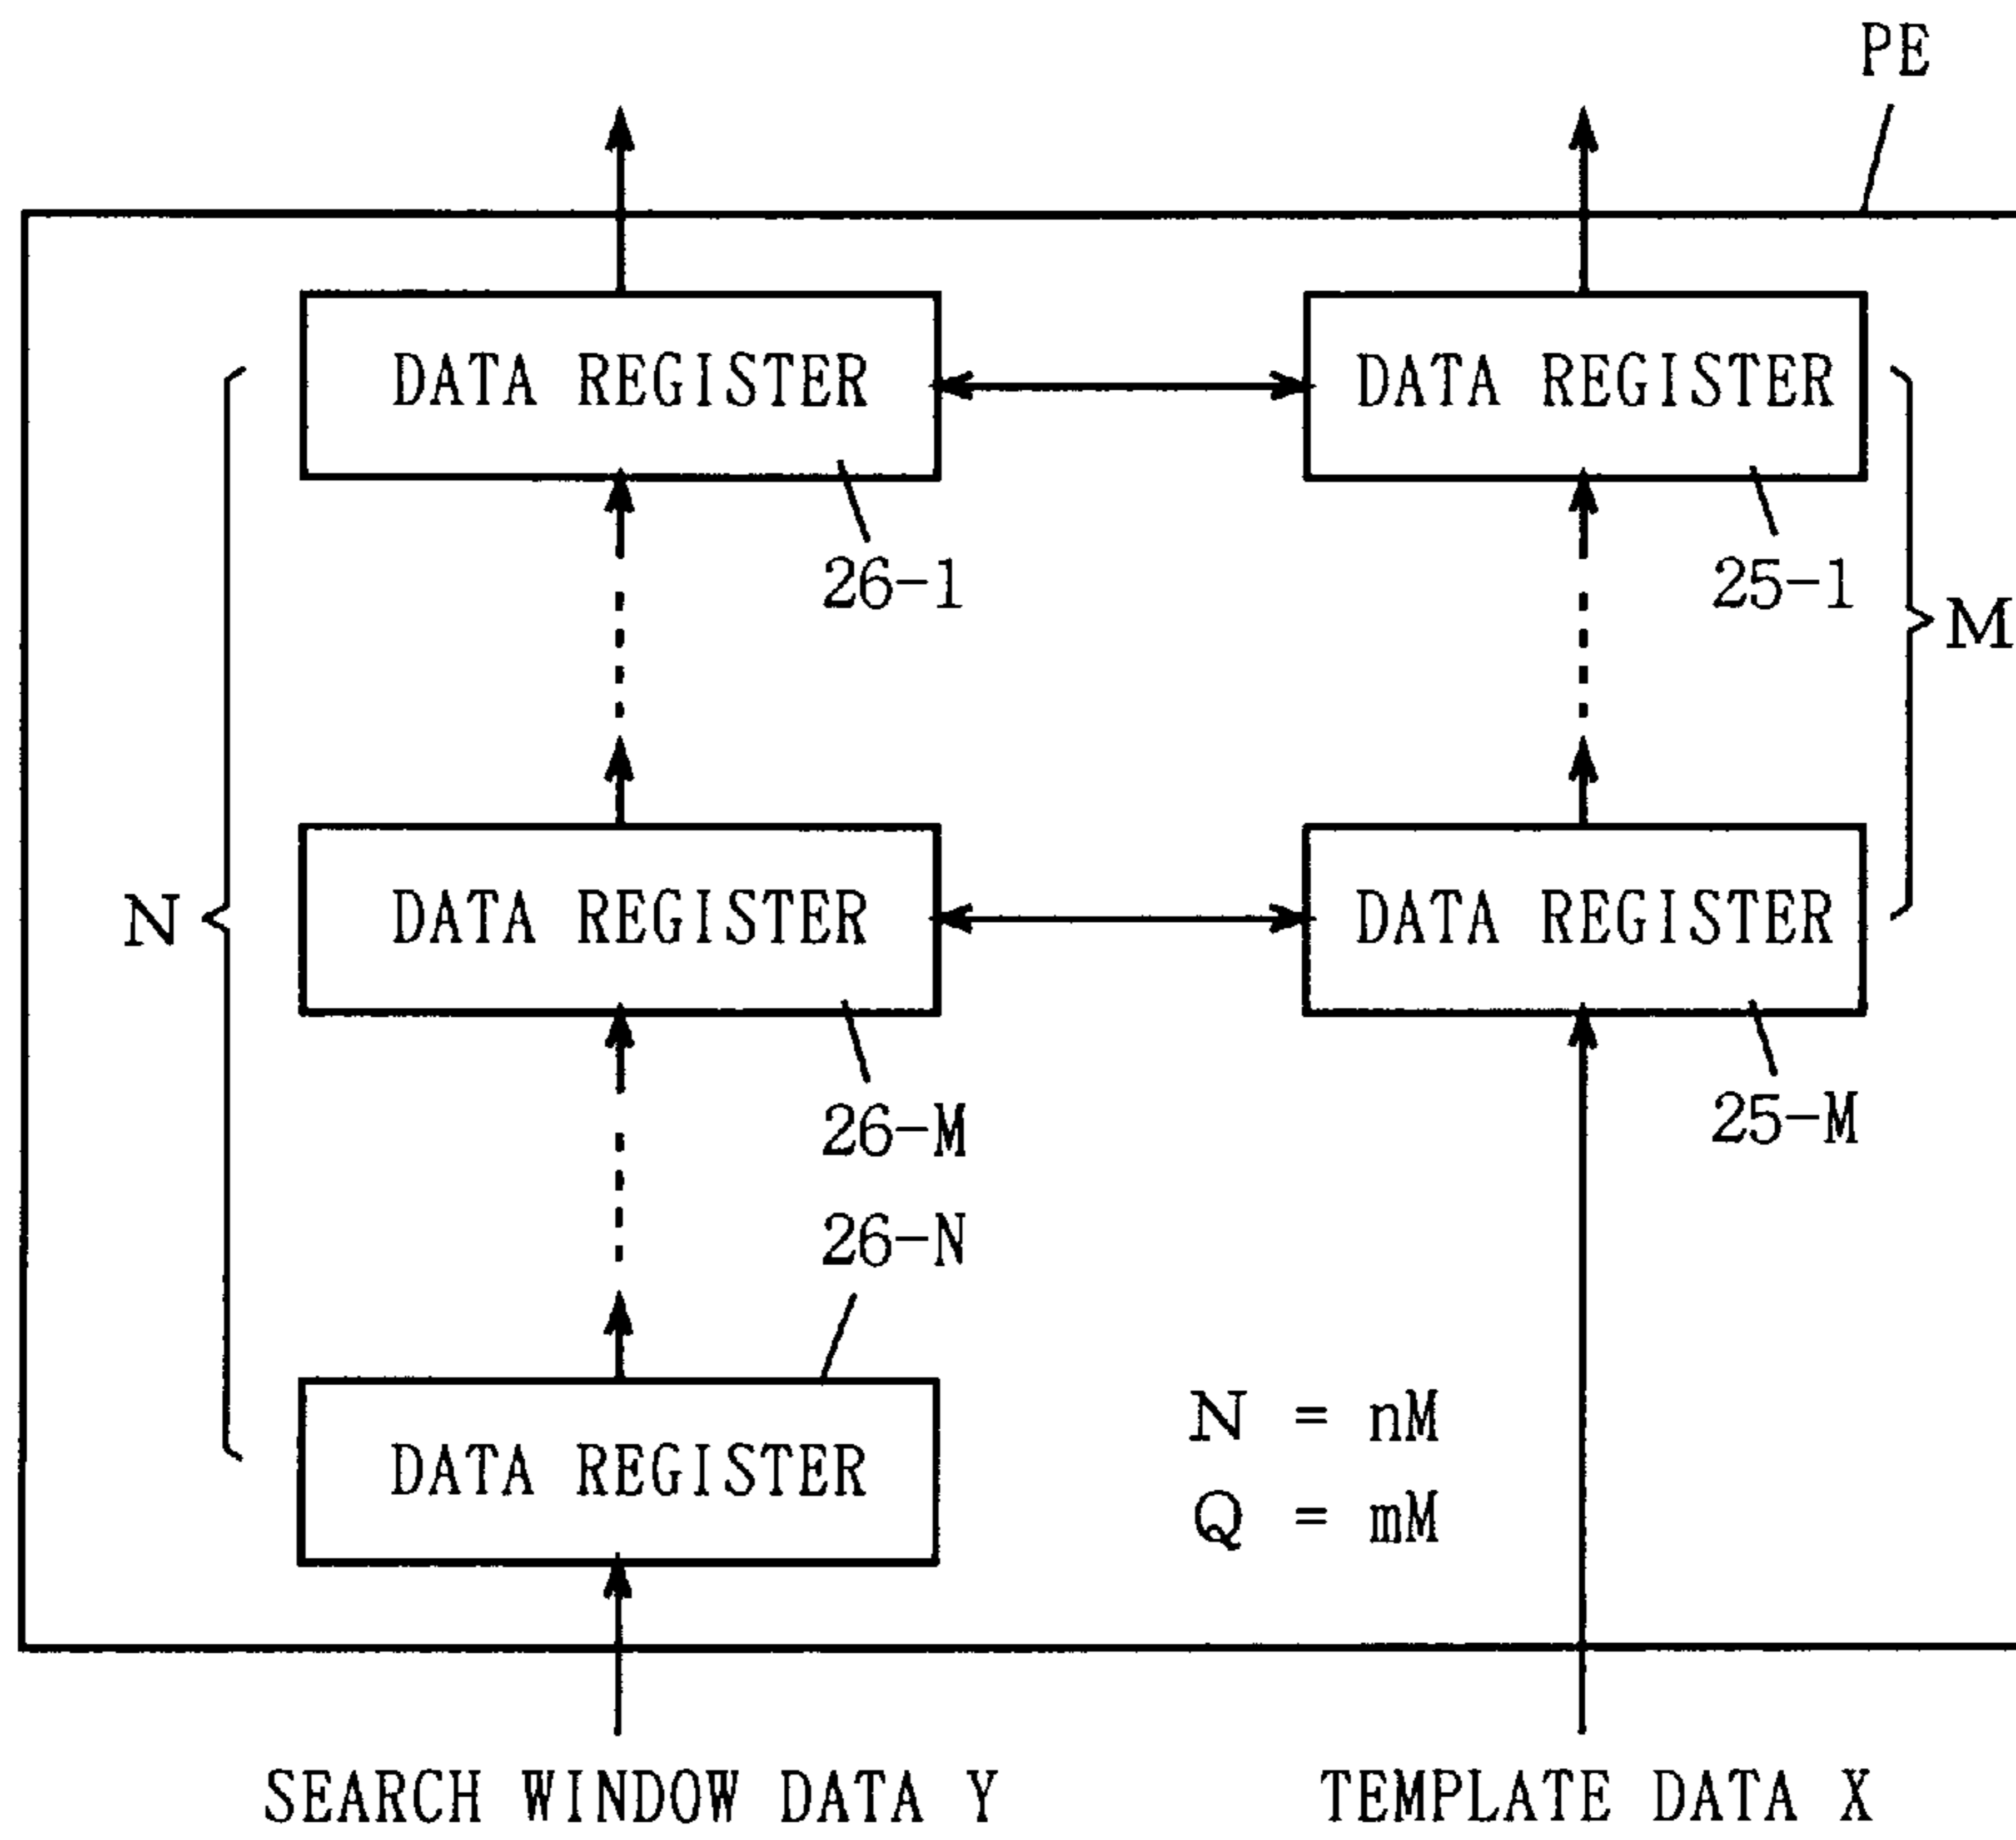 PE
DATA REGISTER
DATA REGISTER
26-1
25-1
M
N
DATA REGISTER
DATA REGISTER
26-M
25-M
26-N
N = nM
DATA REGISTER
Q = mM
SEARCH WINDOW DATA Y
TEMPLATE DATA X